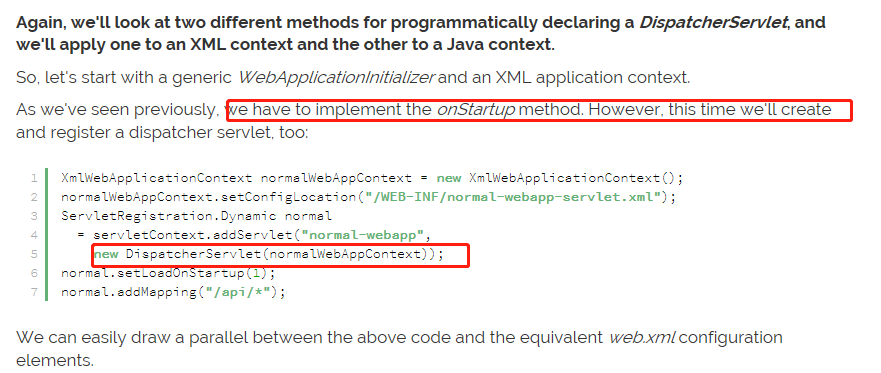 Again, we'll look at two different methods for programmatically declaring a DispatcherServlet, and
we'll apply one to an XML context and the other to a Java context.
So, let's start with a generic WebApplicationInitializer and an XML application context.
As we've seen previously, we have to implement the onStartup method. However, this time we'll create
and register a dispatcher servlet, too:
1 XmlWebApplicationContext normalWebAppContext = new XmlWebApplicationContext();
2 normalWebAppContext.setConfigLocation("/WEB-INF/normal-webapp-servlet.xml");
3 ServletRegistration.Dynamic normal
4 = servletContext.addServlet("normal-webapp",
5 new DispatcherServlet(normalWebAppContext));
6 normal.setLoadOnStartup(1);
7 normal.addMapping("/api/*");
We can easily draw a parallel between the above code and the equivalent web.xml configuration
elements.